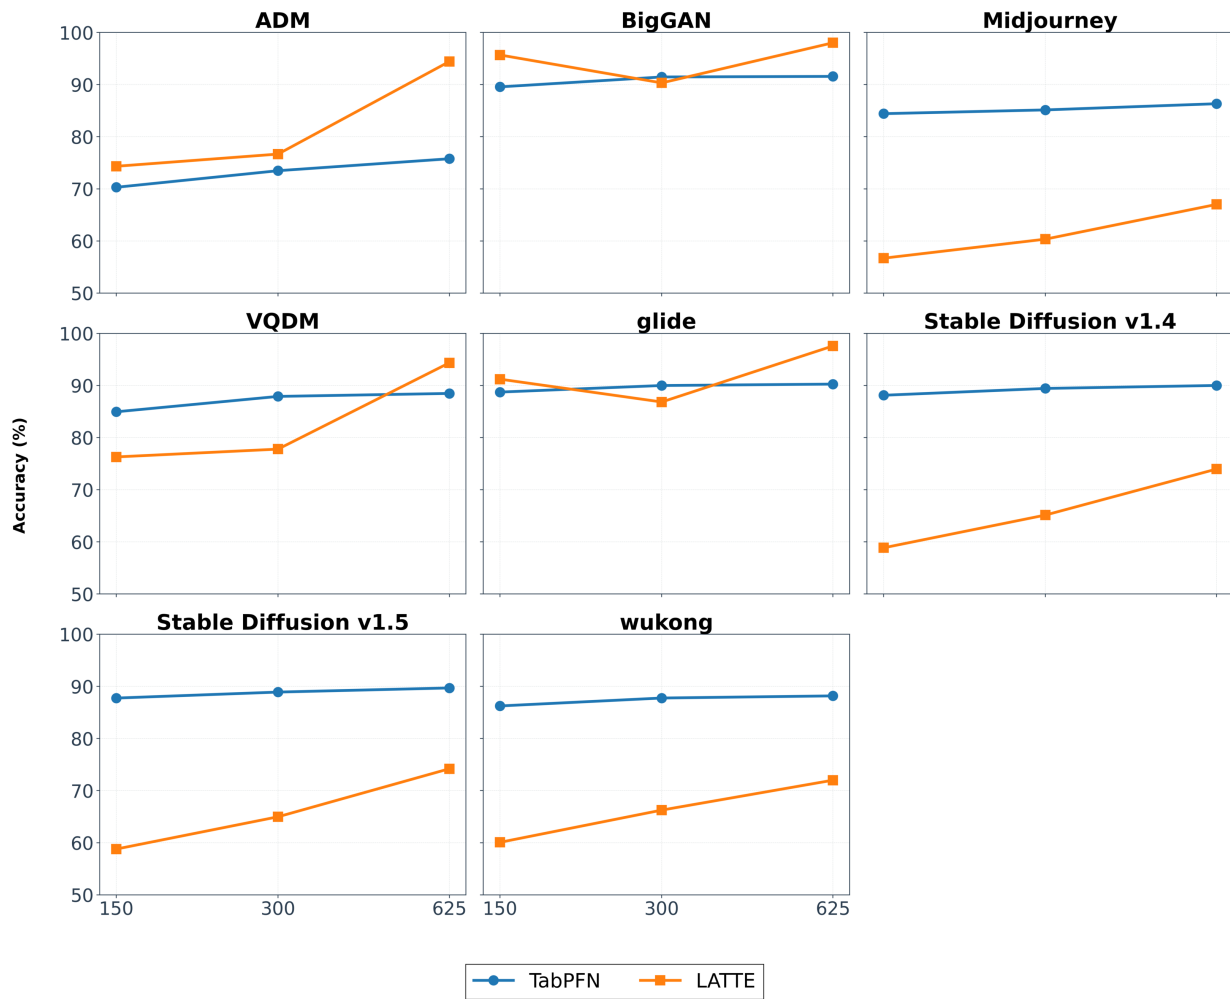 ADM
BigGAN
Midjourney
100
90
80
70
60
50
VQDM
glide
Stable Diffusion v1.4
100
90
80
70
60
50
Accuracy (%)
Stable Diffusion v1.5
wukong
100
90
80
70
60
50
150 300 625
150 300 625
TabPFN LATTE